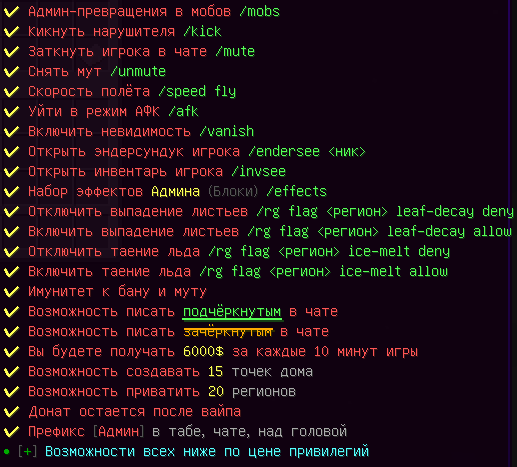 ✔ Админ-превращения в мобов /mobs
✔ Кикнуть нарушителя /kick
✔ Заткнуть игрока в чате /mute
✔ Снять мут /unmute
✔ Скорость полёта /speed fly
✔ Уйти в режим АФК /afk
✔ Включить невидимость /vanish
✔ Открыть эндерсундук игрока /endersee <ник>
✔ Открыть инвентарь игрока /invsee
✔ Набор эффектов Админа (Блоки) /effects
✔ Отключить выпадение листьев /rg flag <регион> leaf-decay deny
✔ Включить выпадение листьев /rg flag <регион> leaf-decay allow
✔ Отключить таение льда /rg flag <регион> ice-melt deny
✔ Включить таение льда /rg flag <регион> ice-melt allow
✔ Имунитет к бану и муту
✔ Возможность писать подчёркнутым в чате
✔ Возможность писать зачёркнутым в чате
✔ Вы будете получать 6000$ за каждые 10 минут игры
✔ Возможность создавать 15 точек дома
✔ Возможность приватить 20 регионов
✔ Донат остается после вайпа
✔ Префикс [Админ] в табе, чате, над головой
● [+] Возможности всех ниже по цене привилегий